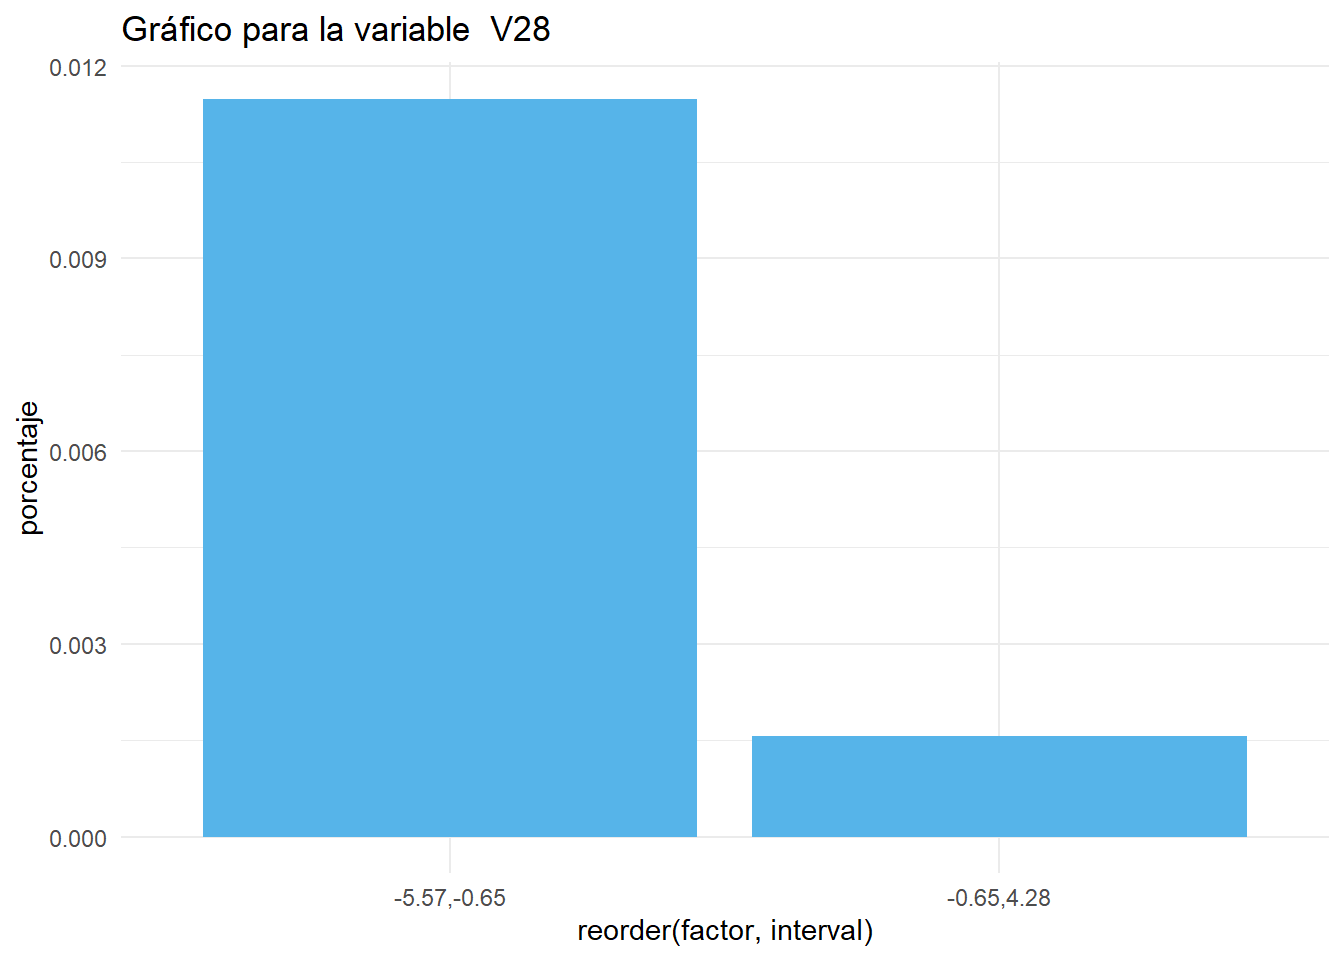 Gráfico para la variable  V28
0.012
0.009
0.006
0.003
0.000
porcentaje
-5.57,-0.65
-0.65,4.28
reorder(factor, interval)